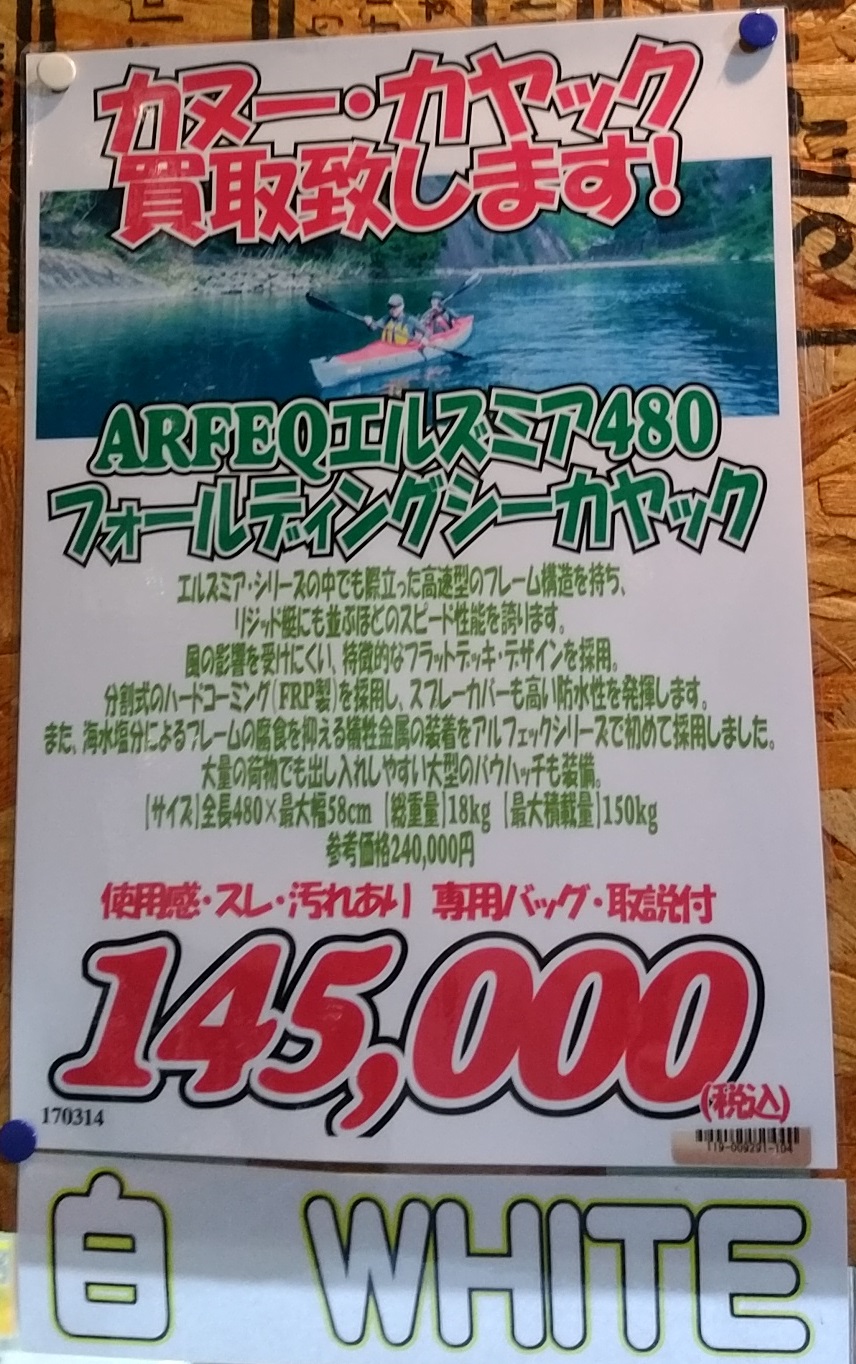 カヌー・カヤック
買取致します!
ARFEQエルズミア480
フォールディングシーカヤック
エルズミア・シリーズの中でも際立った高速型のフレーム構造を持ち、
リジッド艇にも並ぶほどのスピード性能を誇ります。
風の影響を受けにくい、特徴的なフラットデッキ・デザインを採用。
分割式のハードコーミング(FRP製)を採用し、スプレーカバーも高い防水性を発揮します。
また、海水塩分によるフレームの腐食を抑える犠牲金属の装着をアルフェックシリーズで初めて採用しました。
大量の荷物でも出し入れしやすい大型のバウハッチも装備。
[サイズ]全長480×最大幅58cm [総重量]18kg [最大積載量]150kg
参考価格240,000円
使用感・スレ・汚れあり 専用バッグ・取説付
145,000
(税込)
170314
119-009291-104
白 WHITE